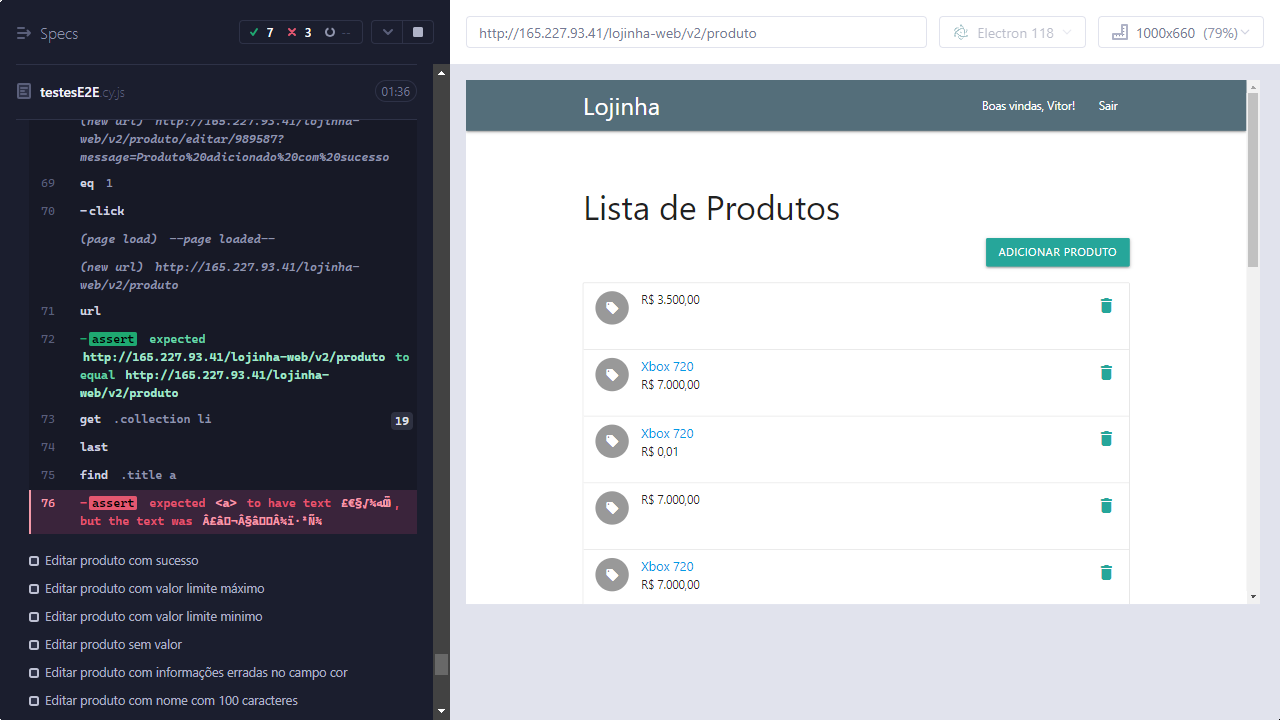 Specs
7 3 --
http://165.227.93.41/lojinha-web/v2/produto
Electron 118
1000x660 (79%)
testesE2E cy.js 01:36
(new url) http://165.227.93.41/lojinha-
web/v2/produto/editar/989587?
message=Produto%20adicionado%20com%20sucesso
69 eq 1
70 -click
(page load) --page loaded--
(new url) http://165.227.93.41/lojinha-
web/v2/produto
71 url
72 -assert expected
http://165.227.93.41/lojinha-web/v2/produto to
equal http://165.227.93.41/lojinha-
web/v2/produto
73 get .collection li 19
74 last
75 find .title a
76 -assert expected <a> to have text
but the text was
Editar produto com sucesso
Editar produto com valor limite máximo
Editar produto com valor limite minimo
Editar produto sem valor
Editar produto com informações erradas no campo cor
Editar produto com nome com 100 caracteres
Lojinha
Boas vindas, Vitor! Sair
Lista de Produtos
ADICIONAR PRODUTO
R$ 3.500,00
Xbox 720
R$ 7.000,00
Xbox 720
R$ 0,01
R$ 7.000,00
Xbox 720
R$ 7.000,00